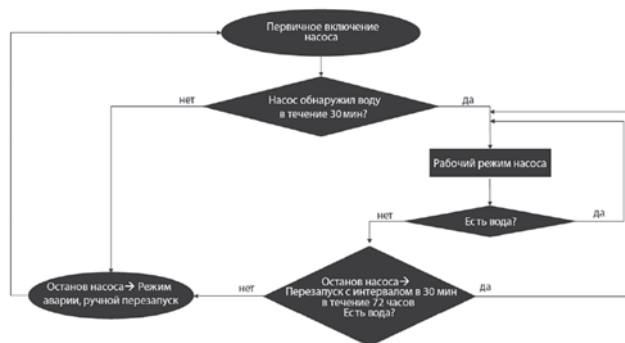 Первичное включение
насоса
Насос обнаружил воду
в течение 30 мин?
нет
да
Рабочий режим насоса
Есть вода?
нет
да
Останов насоса→
Перезапуск с интервалом в 30 мин
в течение 72 часов
Есть вода?
нет
да
Останов насоса→ Режим
аварии, ручной перезапуск